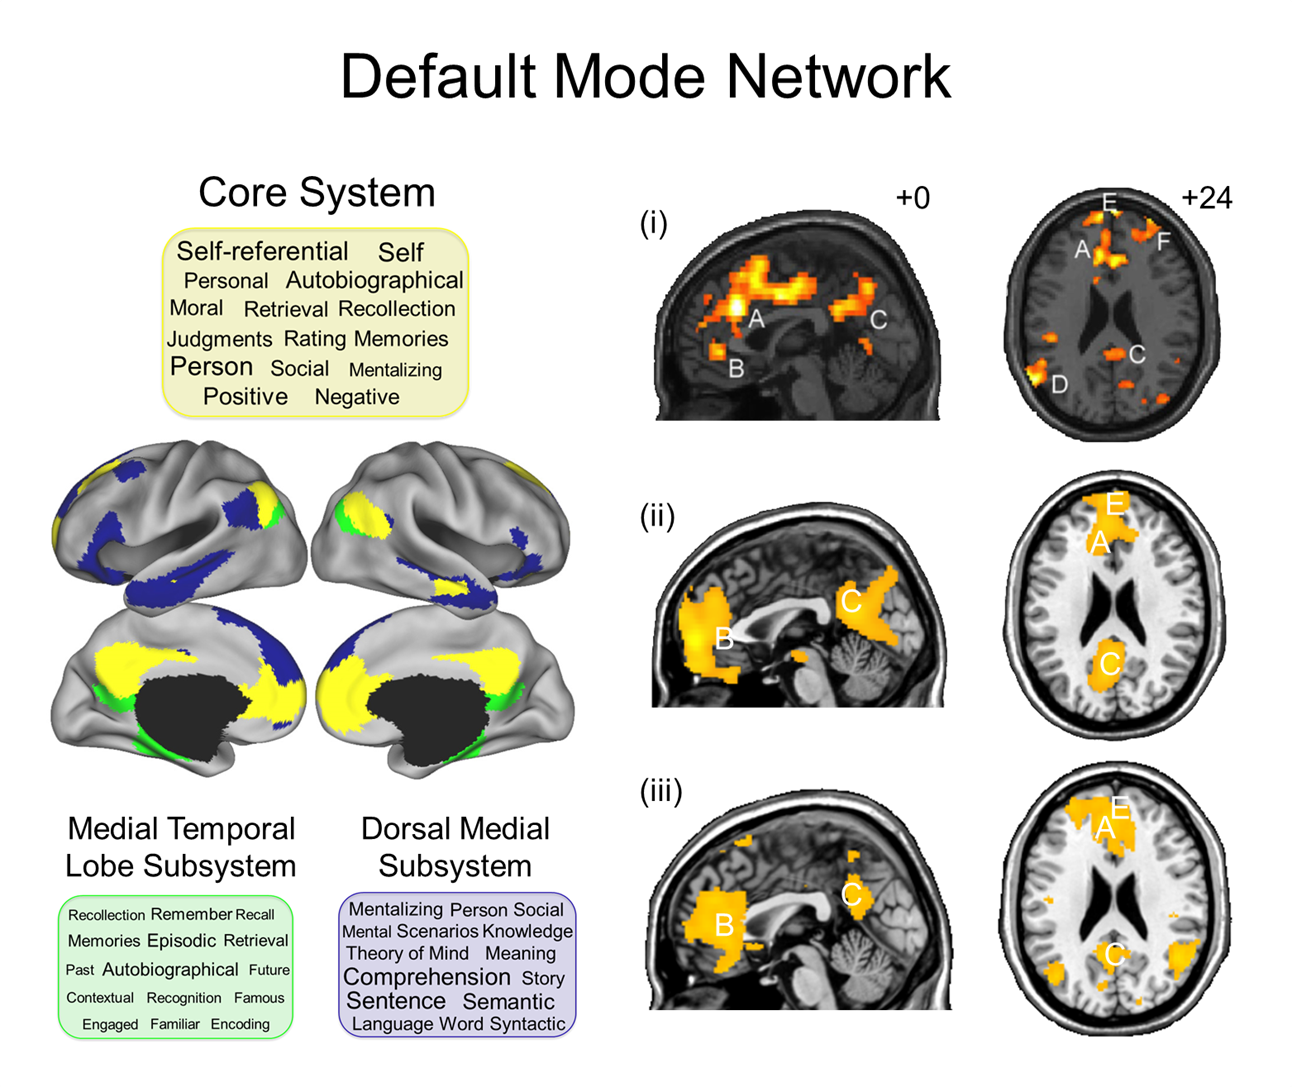 Default Mode Network
Core System
Self-referential Self
Personal Autobiographical
Moral Retrieval Recollection
Judgments Rating Memories
Person Social Mentalizing
Positive Negative
Medial Temporal
Lobe Subsystem
Recollection Remember Recall
Memories Episodic Retrieval
Past Autobiographical Future
Contextual Recognition Famous
Engaged Familiar Encoding
Dorsal Medial
Subsystem
Mentalizing Person Social
Mental Scenarios Knowledge
Theory of Mind Meaning
Comprehension Story
Sentence Semantic
Language Word Syntactic
(i)
+0
A
B
C
+24
E
A
F
C
D
(ii)
B
C
E
A
C
(iii)
B
C
E
A
C